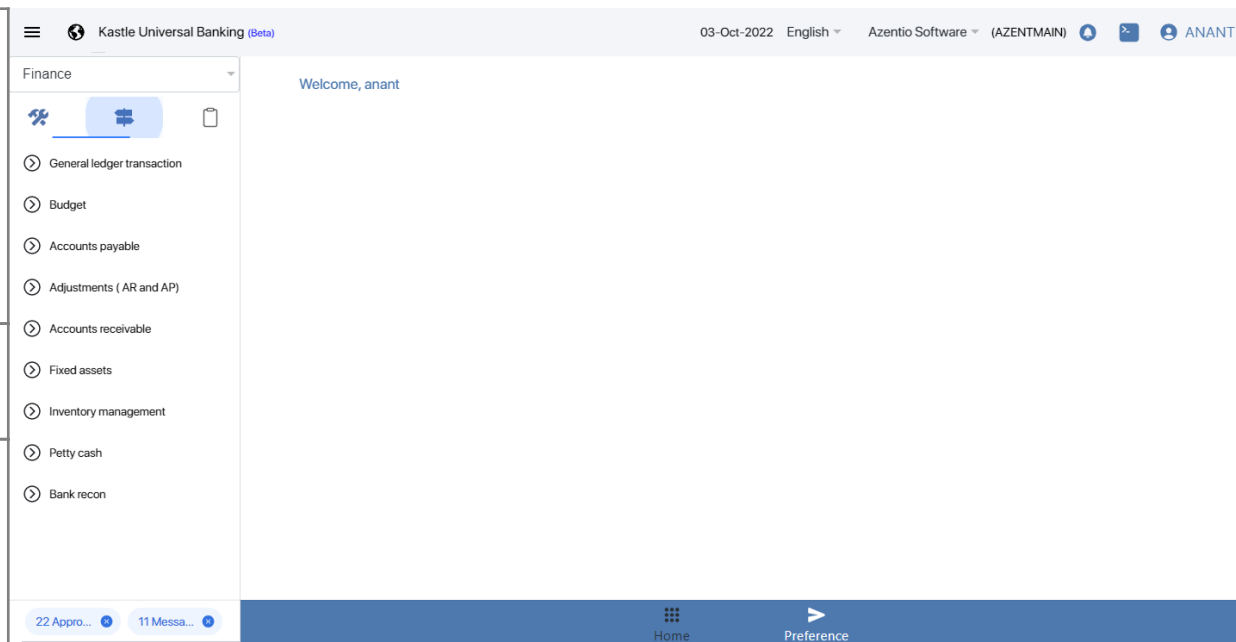 Kastle Universal Banking (Beta)
03-Oct-2022 English Azentio Software (AZENTMAIN) ANANT
Finance
Welcome, anant
General ledger transaction
Budget
Accounts payable
Adjustments ( AR and AP)
Accounts receivable
Fixed assets
Inventory management
Petty cash
Bank recon
22 Appro... 11 Messa...
Home Preference